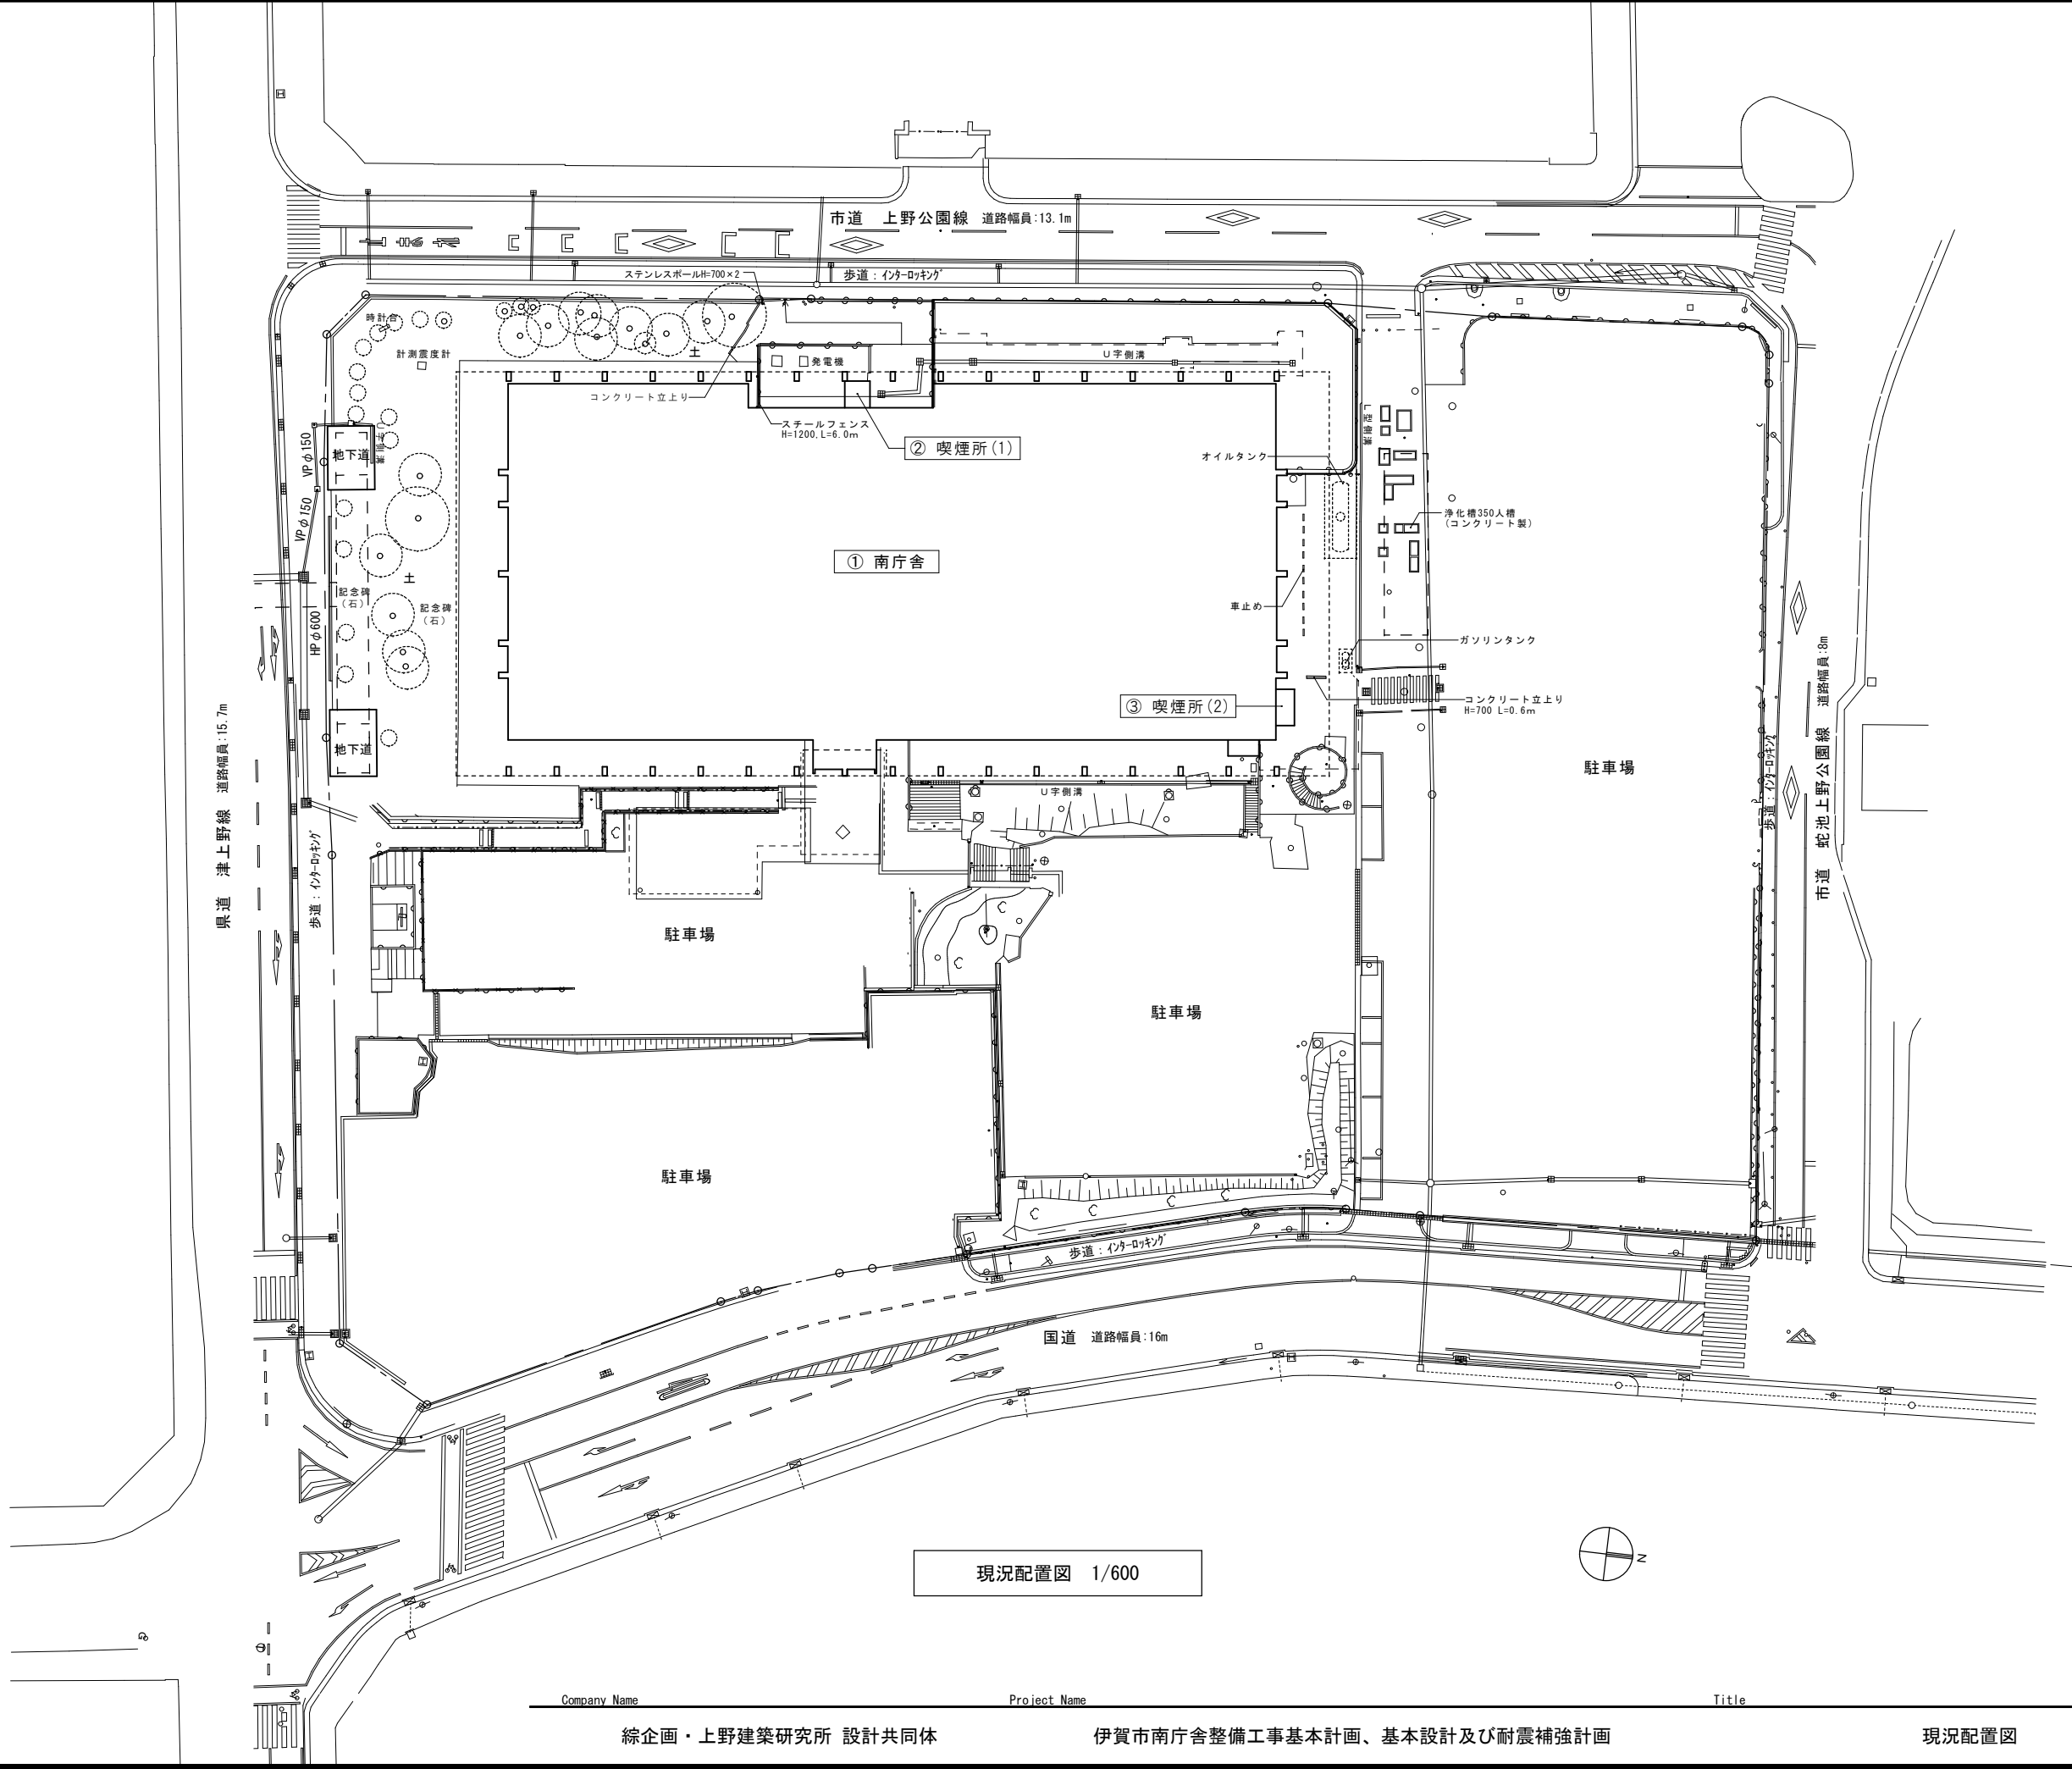 市道　上野公園線　道路幅員:13.1m
ステンレスポールH=700×2
歩道：インターロッキング
時計台
計測震度計
土
発電機
U字側溝
コンクリート立上り
スチールフェンス
H=1200,L=6.0m
② 喫煙所(1)
L型側溝
U字側溝
地下道
VPφ150
VPφ150
オイルタンク
浄化槽350人槽
(コンクリート製)
① 南庁舎
土
記念碑
(石)
記念碑
(石)
HPφ600
車止め
ガソリンタンク
③ 喫煙所(2)
コンクリート立上り
H=700 L=0.6m
地下道
県道　津上野線　道路幅員:15.7m
歩道：インターロッキング
U字側溝
駐車場
歩道：インターロッキング
市道　蛇池上野公園線　道路幅員:8m
駐車場
駐車場
駐車場
歩道：インターロッキング
国道　道路幅員:16m
現況配置図　1/600
N
Company Name
Project Name
Title
綜企画・上野建築研究所 設計共同体
伊賀市南庁舎整備工事基本計画、基本設計及び耐震補強計画
現況配置図